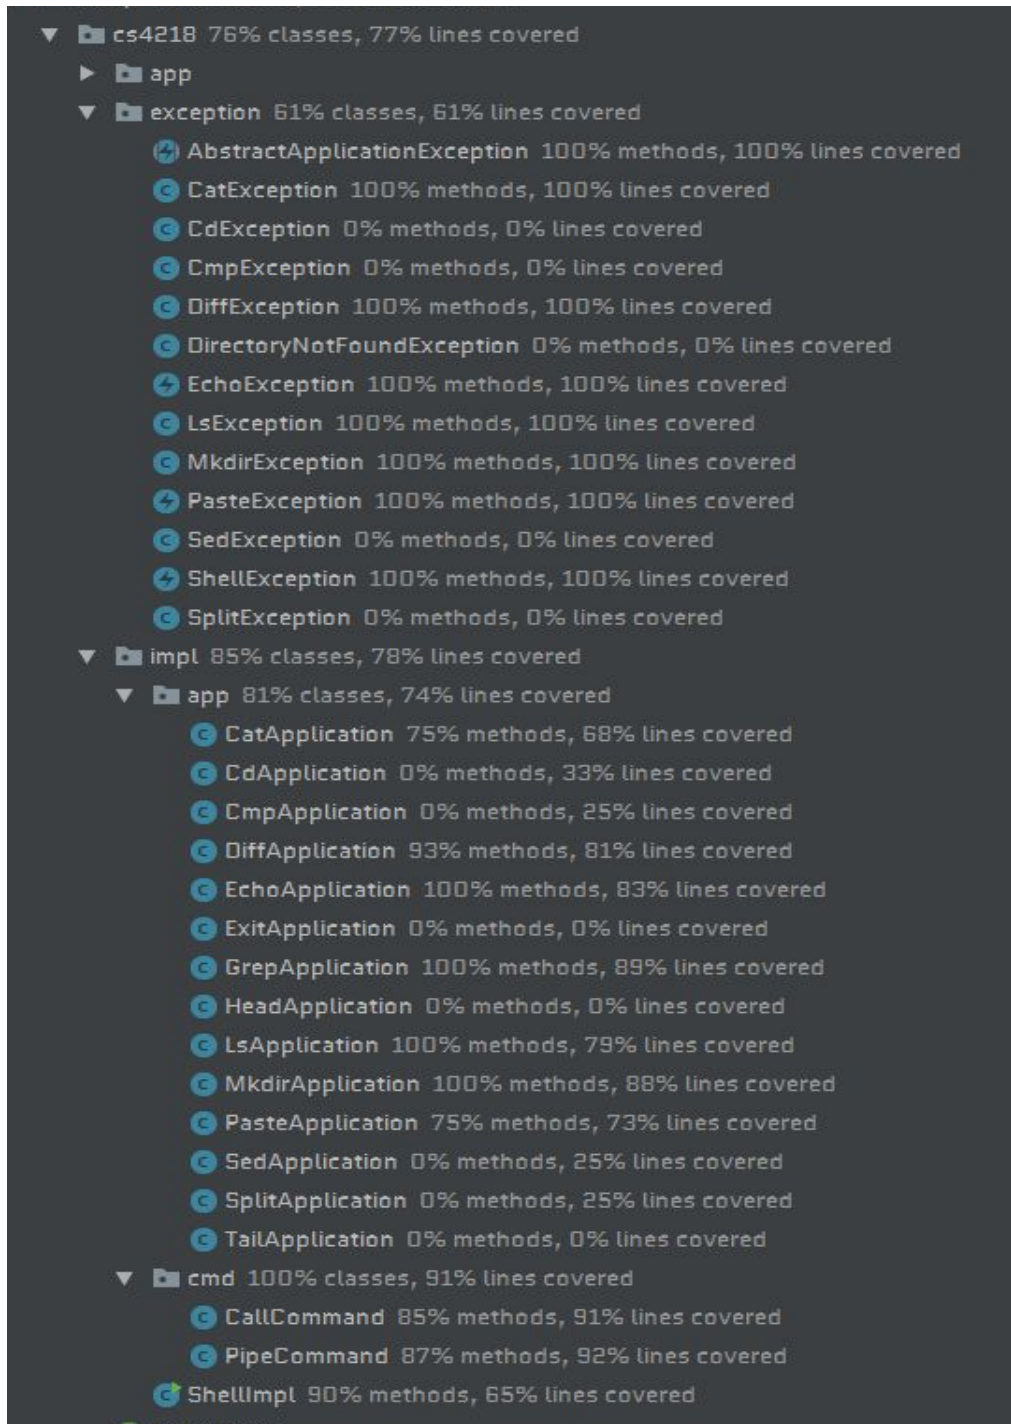 cs4218 76% classes, 77% lines covered
app
exception 61% classes, 61% lines covered
AbstractApplicationException 100% methods, 100% lines covered
CatException 100% methods, 100% lines covered
CdException 0% methods, 0% lines covered
CmpException 0% methods, 0% lines covered
DiffException 100% methods, 100% lines covered
DirectoryNotFoundException 0% methods, 0% lines covered
EchoException 100% methods, 100% lines covered
LsException 100% methods, 100% lines covered
MkdirException 100% methods, 100% lines covered
PasteException 100% methods, 100% lines covered
SedException 0% methods, 0% lines covered
ShellException 100% methods, 100% lines covered
SplitException 0% methods, 0% lines covered
impl 85% classes, 78% lines covered
app 81% classes, 74% lines covered
CatApplication 75% methods, 68% lines covered
CdApplication 0% methods, 33% lines covered
CmpApplication 0% methods, 25% lines covered
DiffApplication 93% methods, 81% lines covered
EchoApplication 100% methods, 83% lines covered
ExitApplication 0% methods, 0% lines covered
GrepApplication 100% methods, 89% lines covered
HeadApplication 0% methods, 0% lines covered
LsApplication 100% methods, 79% lines covered
MkdirApplication 100% methods, 88% lines covered
PasteApplication 75% methods, 73% lines covered
SedApplication 0% methods, 25% lines covered
SplitApplication 0% methods, 25% lines covered
TailApplication 0% methods, 0% lines covered
cmd 100% classes, 91% lines covered
CallCommand 85% methods, 91% lines covered
PipeCommand 87% methods, 92% lines covered
ShellImpl 90% methods, 65% lines covered